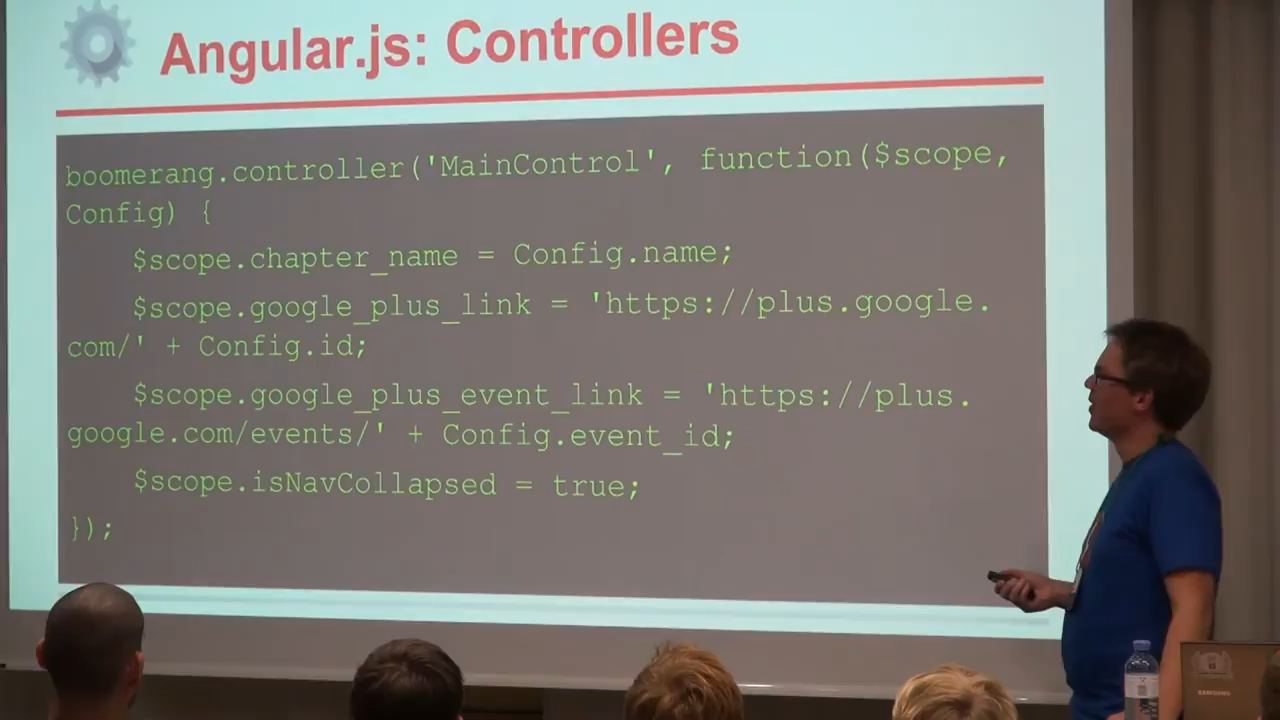 Angular.js: Controllers
boomerang.controller('MainControl', function($scope,
Config) {
$scope.chapter_name = Config.name;
$scope.google_plus_link = 'https://plus.google.
com/' + Config.id;
$scope.google_plus_event_link = 'https://plus.
google.com/events/' + Config.event_id;
$scope.isNavCollapsed = true;
});
SAMSUNG